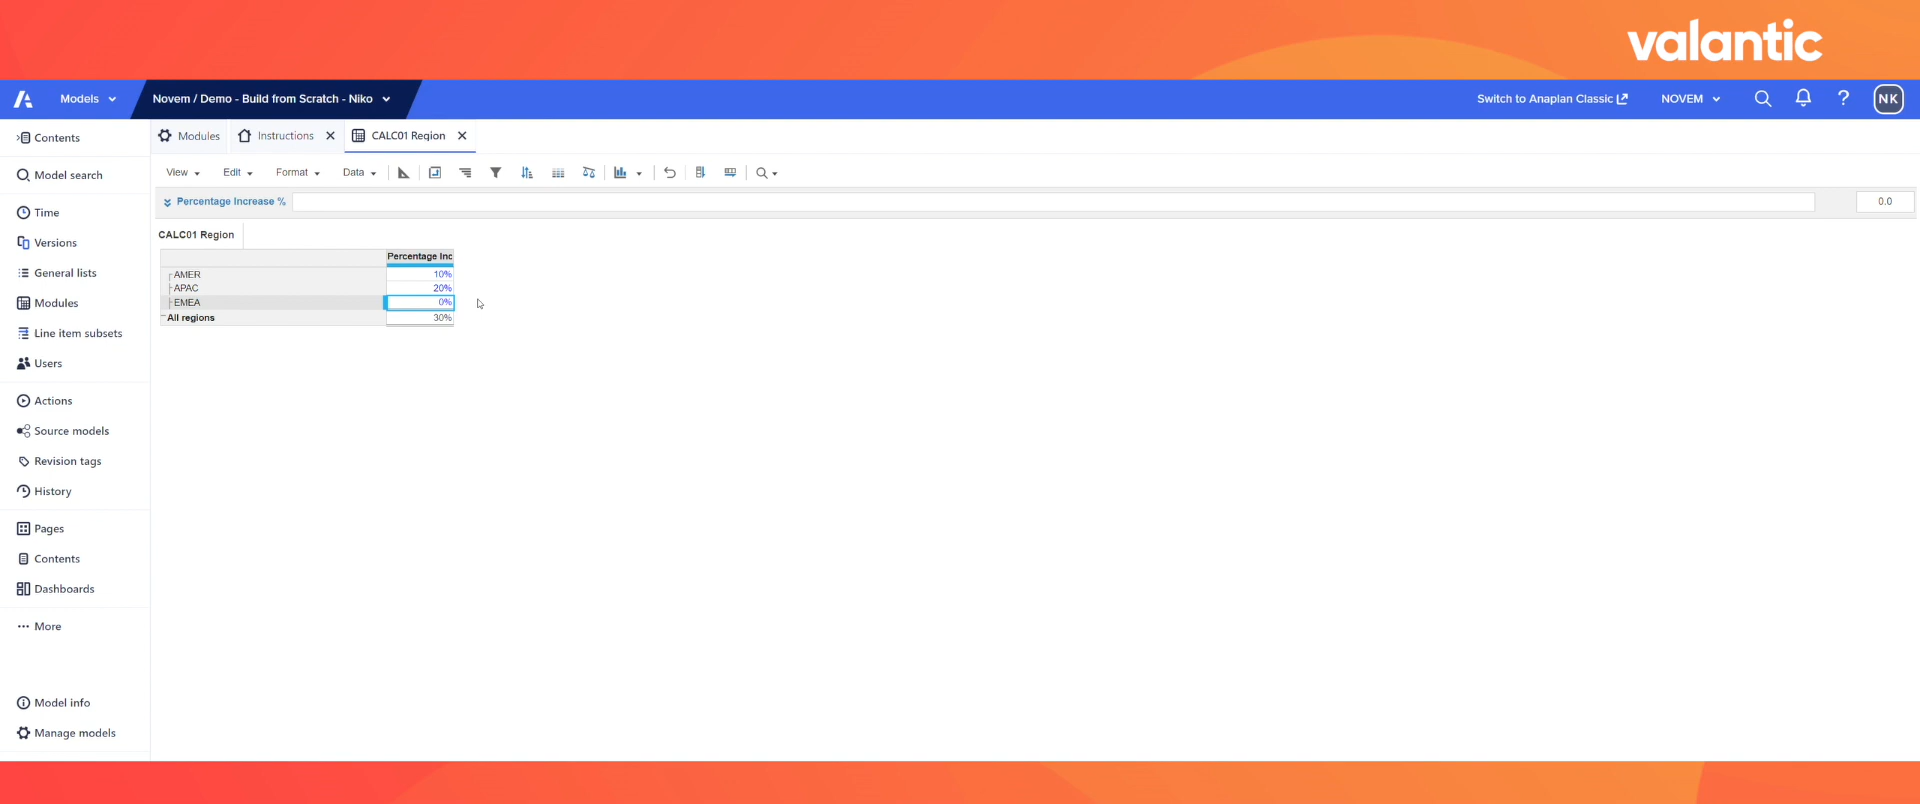 valantic
Models
Novem / Demo - Build from Scratch - Niko
Switch to Anaplan Classic
NOVEM
?
NK
Contents
Model search
Time
Versions
General lists
Modules
Line item subsets
Users
Actions
Source models
Revision tags
History
Pages
Contents
Dashboards
More
Model info
Manage models
Modules
Instructions
CALC01 Region
View
Edit
Format
Data
Percentage Increase %
0.0
CALC01 Region
Percentage Inc
AMER 10%
APAC 20%
EMEA 0%
All regions 30%